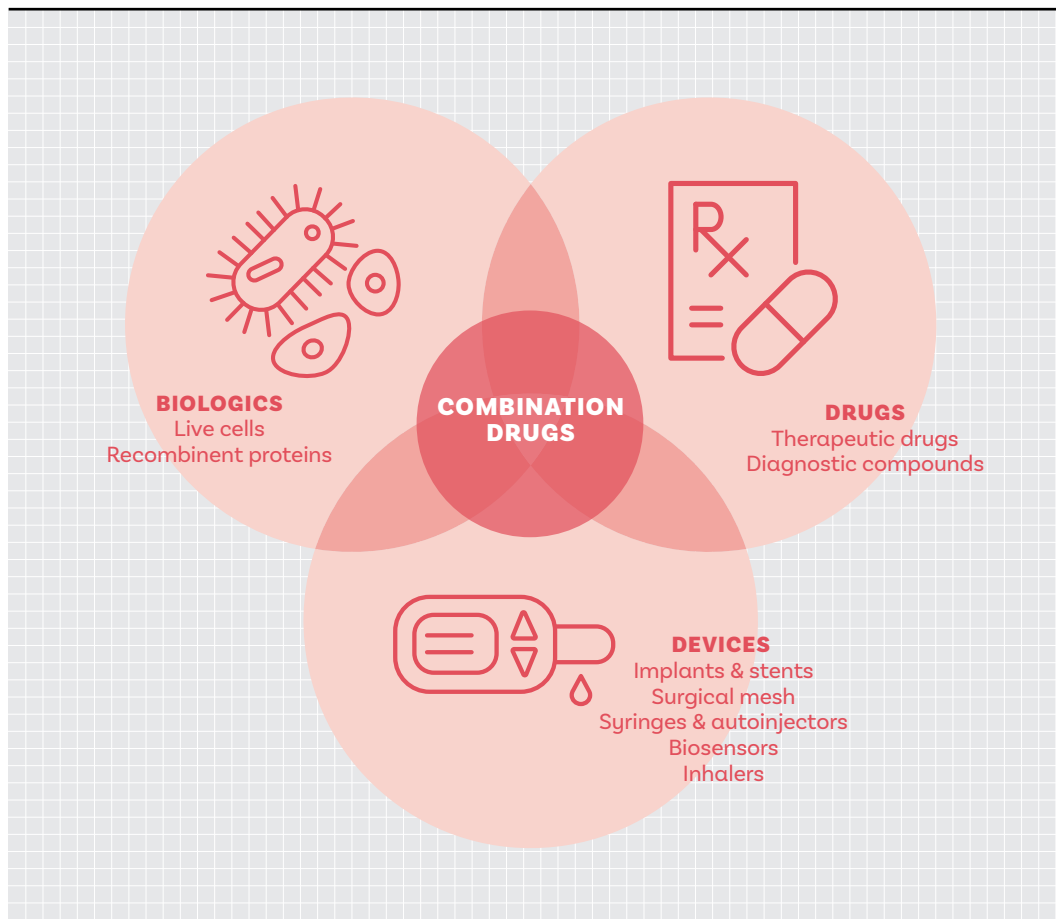 Rx
BIOLOGICS
Live cells
Recombinent proteins
COMBINATION
DRUGS
DRUGS
Therapeutic drugs
Diagnostic compounds
DEVICES
Implants & stents
Surgical mesh
Syringes & autoinjectors
Biosensors
Inhalers